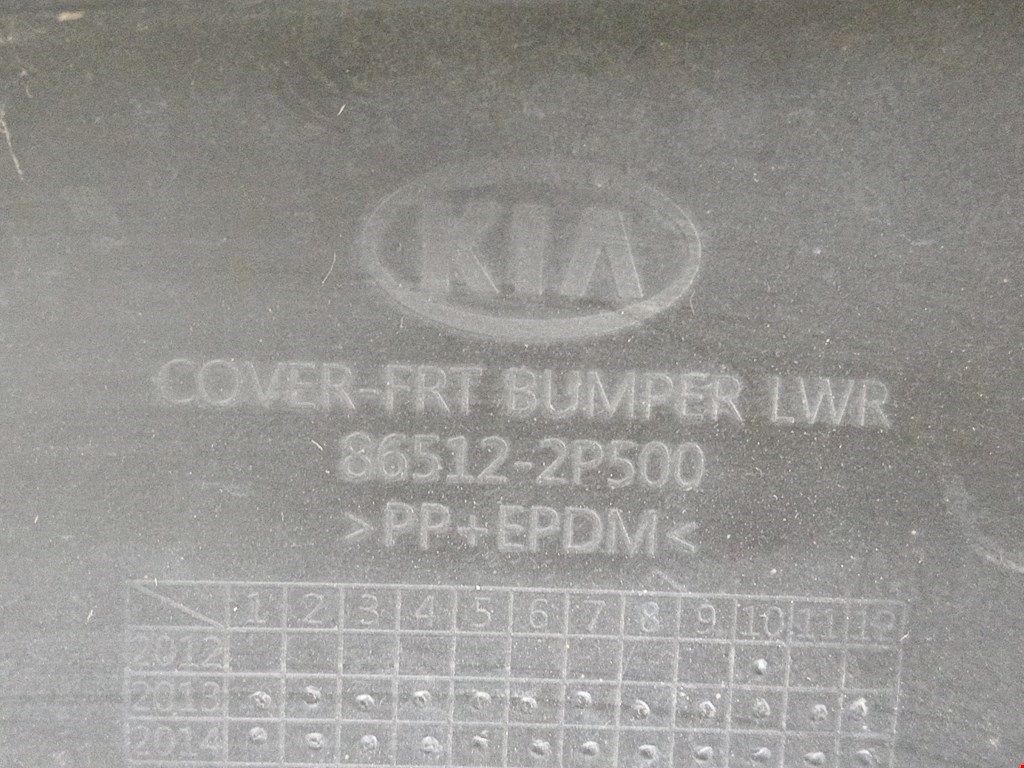 KIA
COVER-FRT BUMPER LWR
86512-2P500
>PP+EPDM<
1 2 3 4 5 6 7 8 9 10 11 12
2012
2013
2014